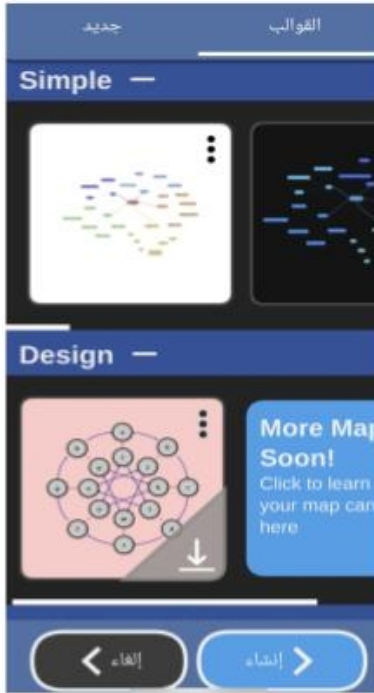 القوالب
جديد
Simple
Design
More Map
Soon!
Click to learn
your map can
here
إنشاء
إلغاء